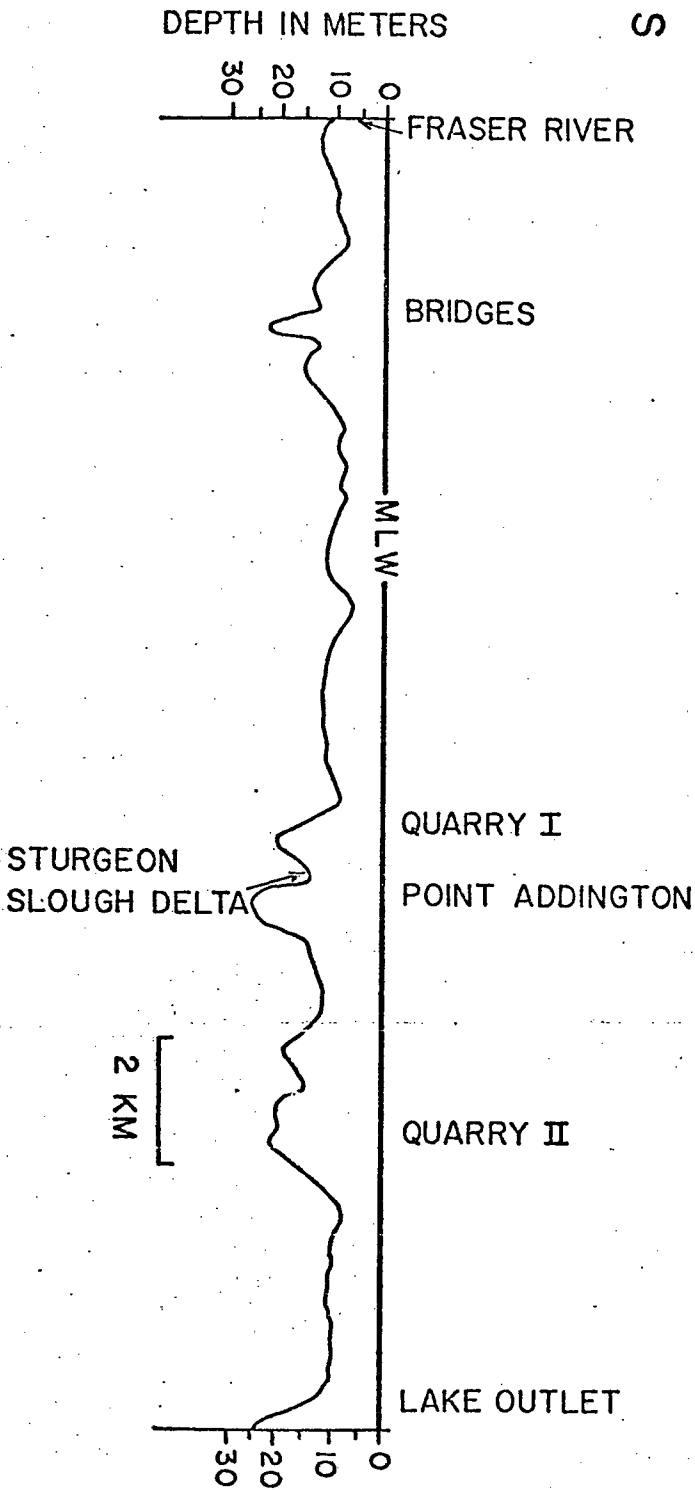 DEPTH IN METERS
S
30 20 10 0
FRASER RIVER
BRIDGES
MLW
QUARRY I
STURGEON
SLOUGH DELTA
POINT ADDINGTON
2 KM
QUARRY II
LAKE OUTLET
30 20 10 0